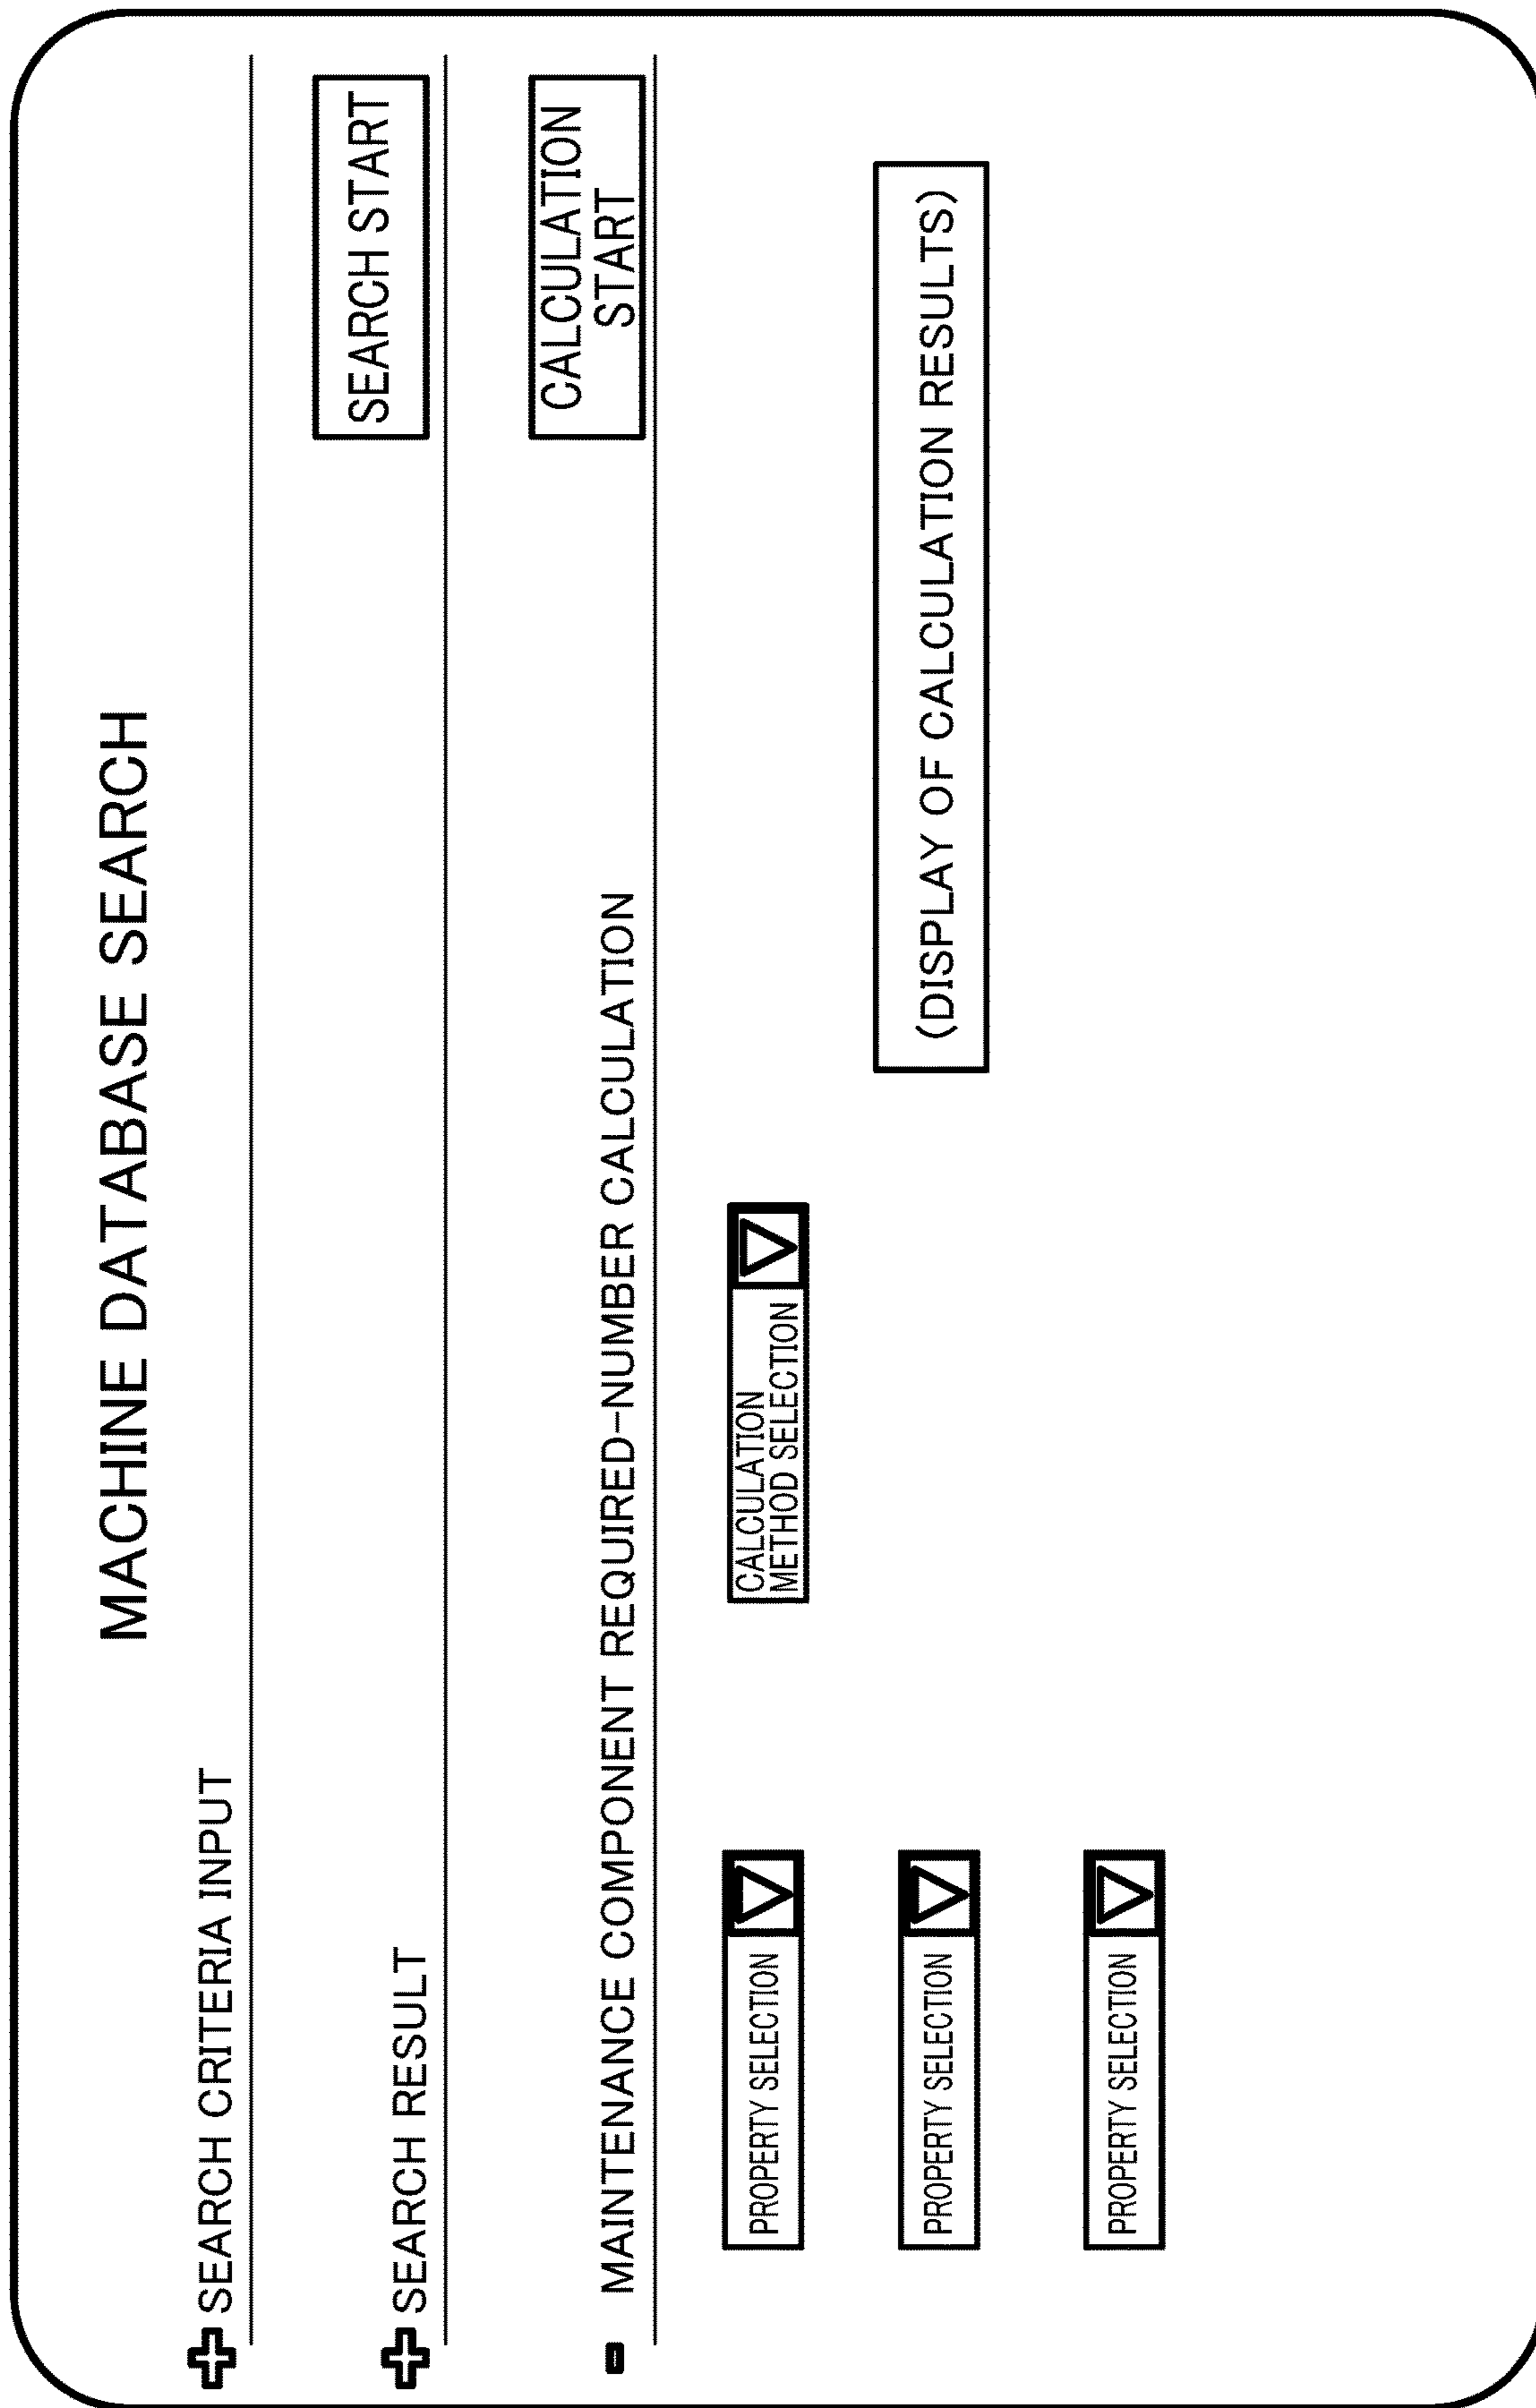 MACHINE DATABASE SEARCH
SEARCH CRITERIA INPUT
SEARCH START
SEARCH RESULT
CALCULATION
START
MAINTENANCE COMPONENT REQUIRED-NUMBER CALCULATION
PROPERTY SELECTION
CALCULATION
METHOD SELECTION
PROPERTY SELECTION
(DISPLAY OF CALCULATION RESULTS)
PROPERTY SELECTION